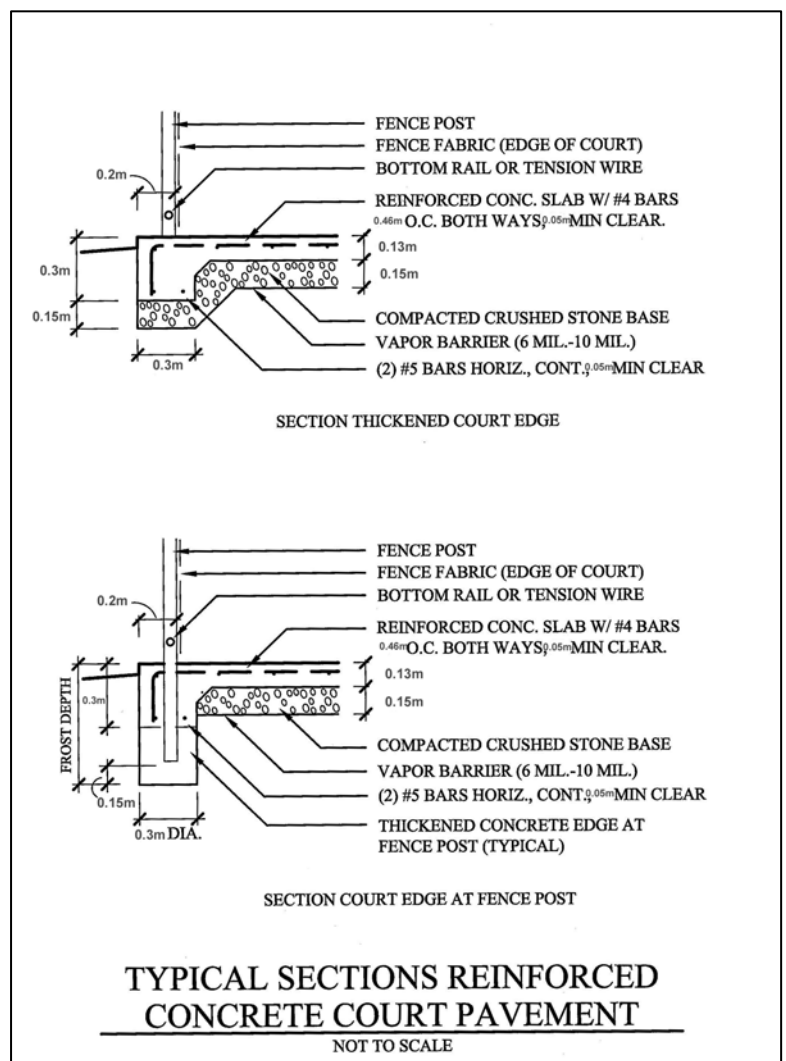 FENCE POST
FENCE FABRIC (EDGE OF COURT)
BOTTOM RAIL OR TENSION WIRE
0.2m
REINFORCED CONC. SLAB W/ #4 BARS
0.46m O.C. BOTH WAYS, 0.05m MIN CLEAR.
0.13m
0.3m
0.15m
0.15m
COMPACTED CRUSHED STONE BASE
VAPOR BARRIER (6 MIL.-10 MIL.)
0.3m
(2) #5 BARS HORIZ., CONT., 0.05m MIN CLEAR
SECTION THICKENED COURT EDGE
FENCE POST
FENCE FABRIC (EDGE OF COURT)
BOTTOM RAIL OR TENSION WIRE
0.2m
REINFORCED CONC. SLAB W/ #4 BARS
0.46m O.C. BOTH WAYS, 0.05m MIN CLEAR.
0.13m
FROST DEPTH
0.3m
0.15m
COMPACTED CRUSHED STONE BASE
VAPOR BARRIER (6 MIL.-10 MIL.)
0.15m
(2) #5 BARS HORIZ., CONT., 0.05m MIN CLEAR
0.3m DIA.
THICKENED CONCRETE EDGE AT
FENCE POST (TYPICAL)
SECTION COURT EDGE AT FENCE POST
TYPICAL SECTIONS REINFORCED
CONCRETE COURT PAVEMENT
NOT TO SCALE